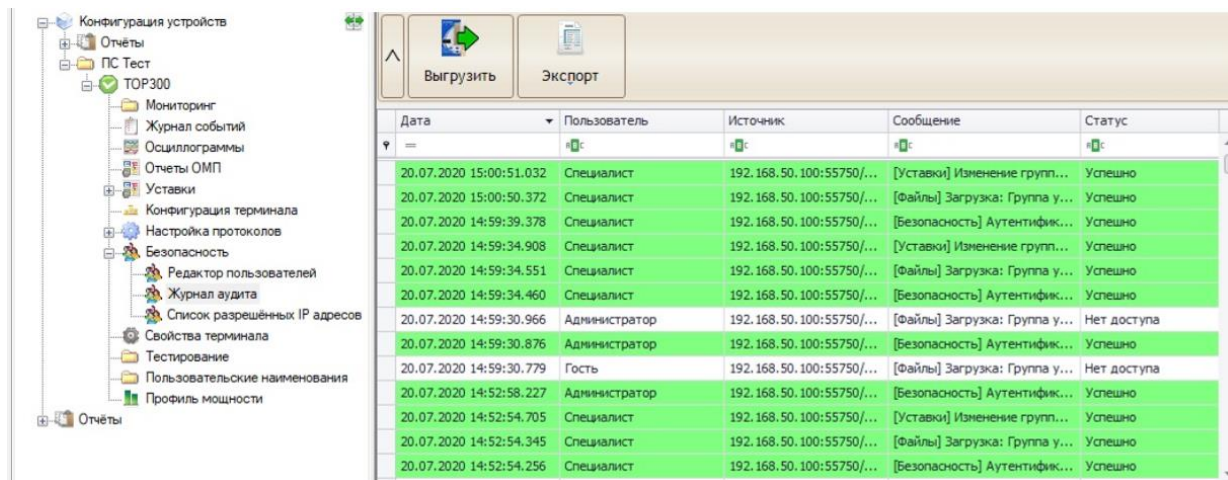 Конфигурация устройств
Отчёты
ПС Тест
ТОР300
Мониторинг
Журнал событий
Осциллограммы
Отчеты ОМП
Уставки
Конфигурация терминала
Настройка протоколов
Безопасность
Редактор пользователей
Журнал аудита
Список разрешённых IP адресов
Свойства терминала
Тестирование
Пользовательские наименования
Профиль мощности
Отчёты
Выгрузить Экспорт
Дата Пользователь Источник Сообщение Статус
=
20.07.2020 15:00:51.032 Специалист 192.168.50.100:55750/... [Уставки] Изменение групп... Успешно
20.07.2020 15:00:50.372 Специалист 192.168.50.100:55750/... [Файлы] Загрузка: Группа у... Успешно
20.07.2020 14:59:39.378 Специалист 192.168.50.100:55750/... [Безопасность] Аутентифик... Успешно
20.07.2020 14:59:34.908 Специалист 192.168.50.100:55750/... [Уставки] Изменение групп... Успешно
20.07.2020 14:59:34.551 Специалист 192.168.50.100:55750/... [Файлы] Загрузка: Группа у... Успешно
20.07.2020 14:59:34.460 Специалист 192.168.50.100:55750/... [Безопасность] Аутентифик... Успешно
20.07.2020 14:59:30.966 Администратор 192.168.50.100:55750/... [Файлы] Загрузка: Группа у... Нет доступа
20.07.2020 14:59:30.876 Администратор 192.168.50.100:55750/... [Безопасность] Аутентифик... Успешно
20.07.2020 14:59:30.779 Гость 192.168.50.100:55750/... [Файлы] Загрузка: Группа у... Нет доступа
20.07.2020 14:52:58.227 Администратор 192.168.50.100:55750/... [Безопасность] Аутентифик... Успешно
20.07.2020 14:52:54.705 Специалист 192.168.50.100:55750/... [Уставки] Изменение групп... Успешно
20.07.2020 14:52:54.345 Специалист 192.168.50.100:55750/... [Файлы] Загрузка: Группа у... Успешно
20.07.2020 14:52:54.256 Специалист 192.168.50.100:55750/... [Безопасность] Аутентифик... Успешно